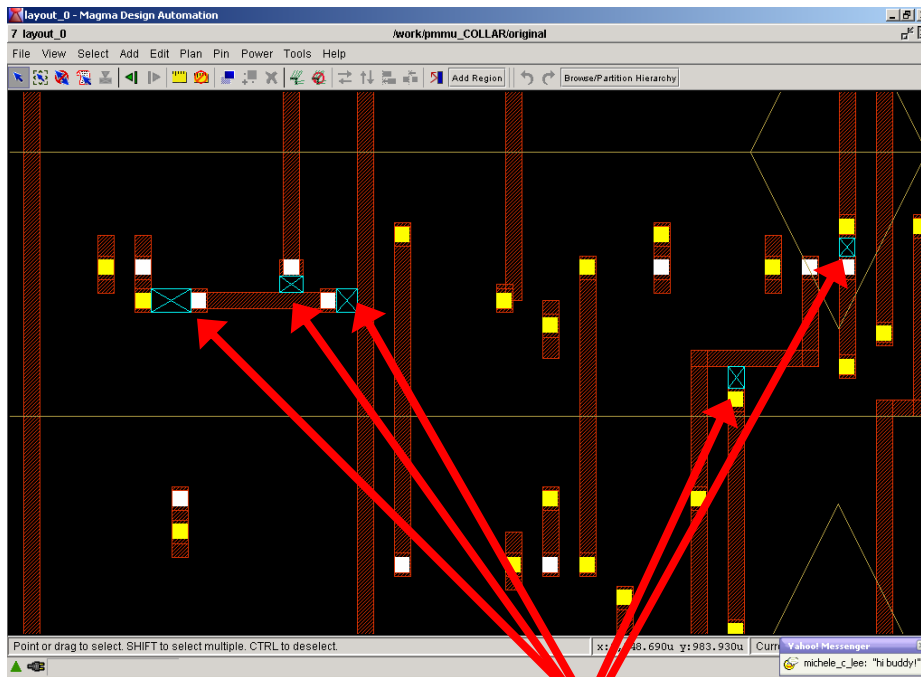 layout_0 - Magma Design Automation
7 layout_0 /work/pmmu_COLLAR/original
File View Select Add Edit Plan Pin Power Tools Help
Add Region Browse/Partition Hierarchy
Point or drag to select. SHIFT to select multiple. CTRL to deselect. 48.690u y:983.930u
Yahoo! Messenger
michele_c_lee: "hi buddy!"